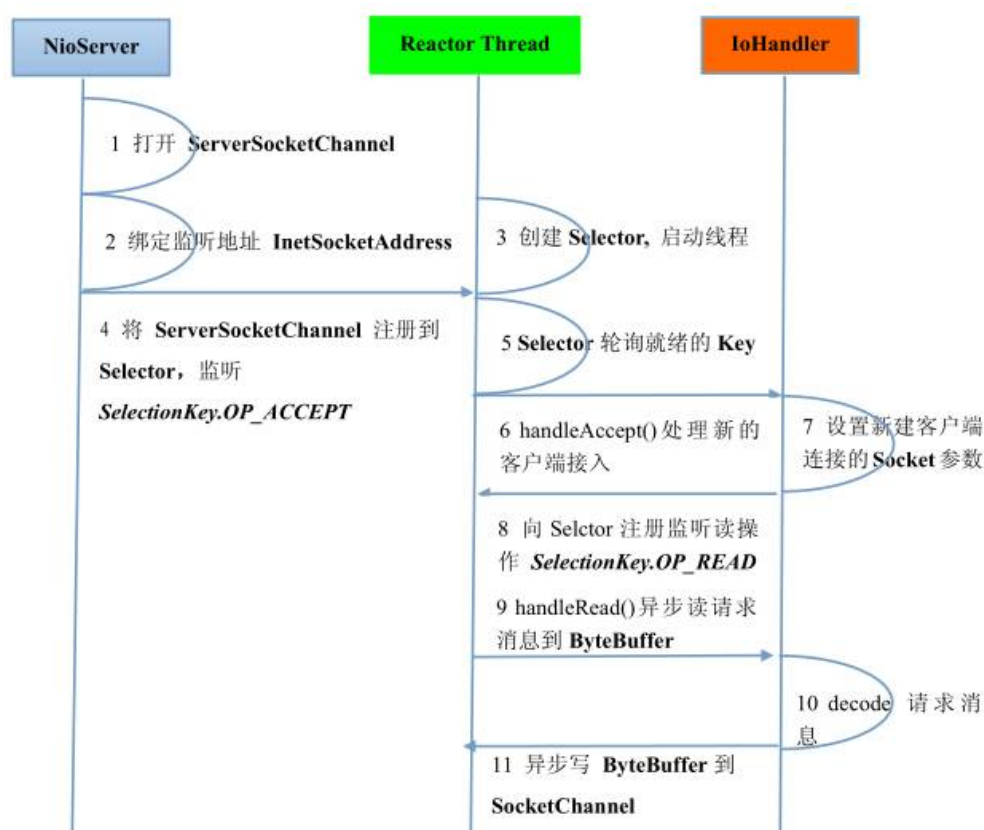 NioServer
Reactor Thread
IoHandler
1 打开 ServerSocketChannel
2 绑定监听地址 InetSocketAddress
3 创建 Selector, 启动线程
4 将 ServerSocketChannel 注册到
Selector，监听
SelectionKey.OP_ACCEPT
5 Selector 轮询就绪的 Key
6 handleAccept()处理新的
客户端接入
7 设置新建客户端
连接的 Socket 参数
8 向 Selctor 注册监听读操
作 SelectionKey.OP_READ
9 handleRead()异步读请求
消息到 ByteBuffer
10 decode 请求消
息
11 异步写 ByteBuffer 到
SocketChannel